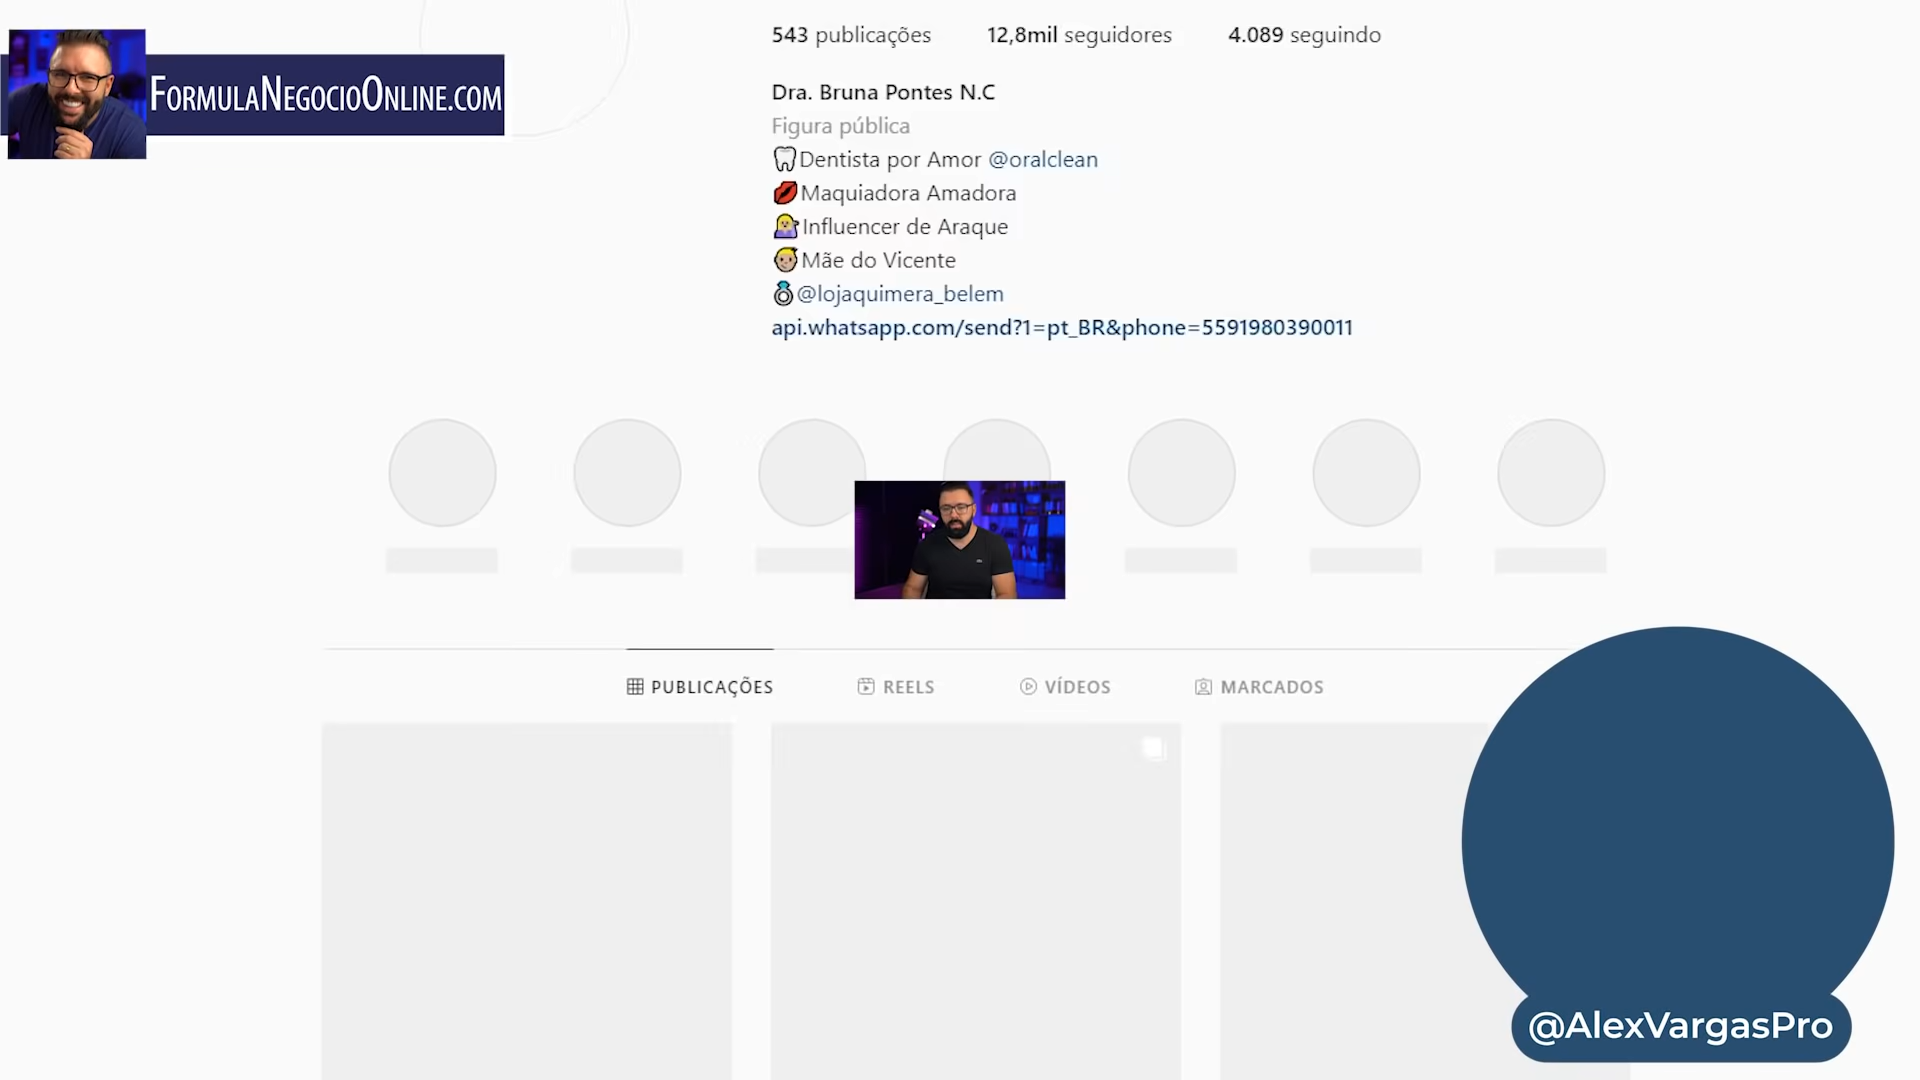 543 publicações 12,8mil seguidores 4.089 seguindo
FormulaNegocioOnline.com
Dra. Bruna Pontes N.C
Figura pública
🦷Dentista por Amor @oralclean
💋Maquiadora Amadora
💁🏼‍♀️Influencer de Araque
👦🏼Mãe do Vicente
💍@lojaquimera_belem
api.whatsapp.com/send?1=pt_BR&phone=5591980390011
PUBLICAÇÕES REELS VÍDEOS MARCADOS
@AlexVargasPro